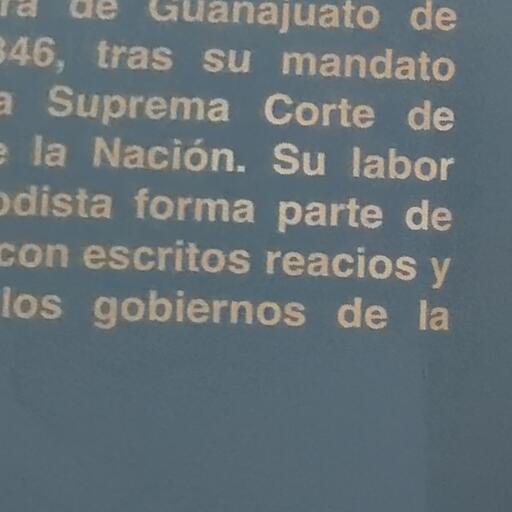 de Guanajuato de
846, tras su mandato
Suprema Corte de
la Nación. Su labor
forma parte de
con escritos reacios y
los gobiernos de la